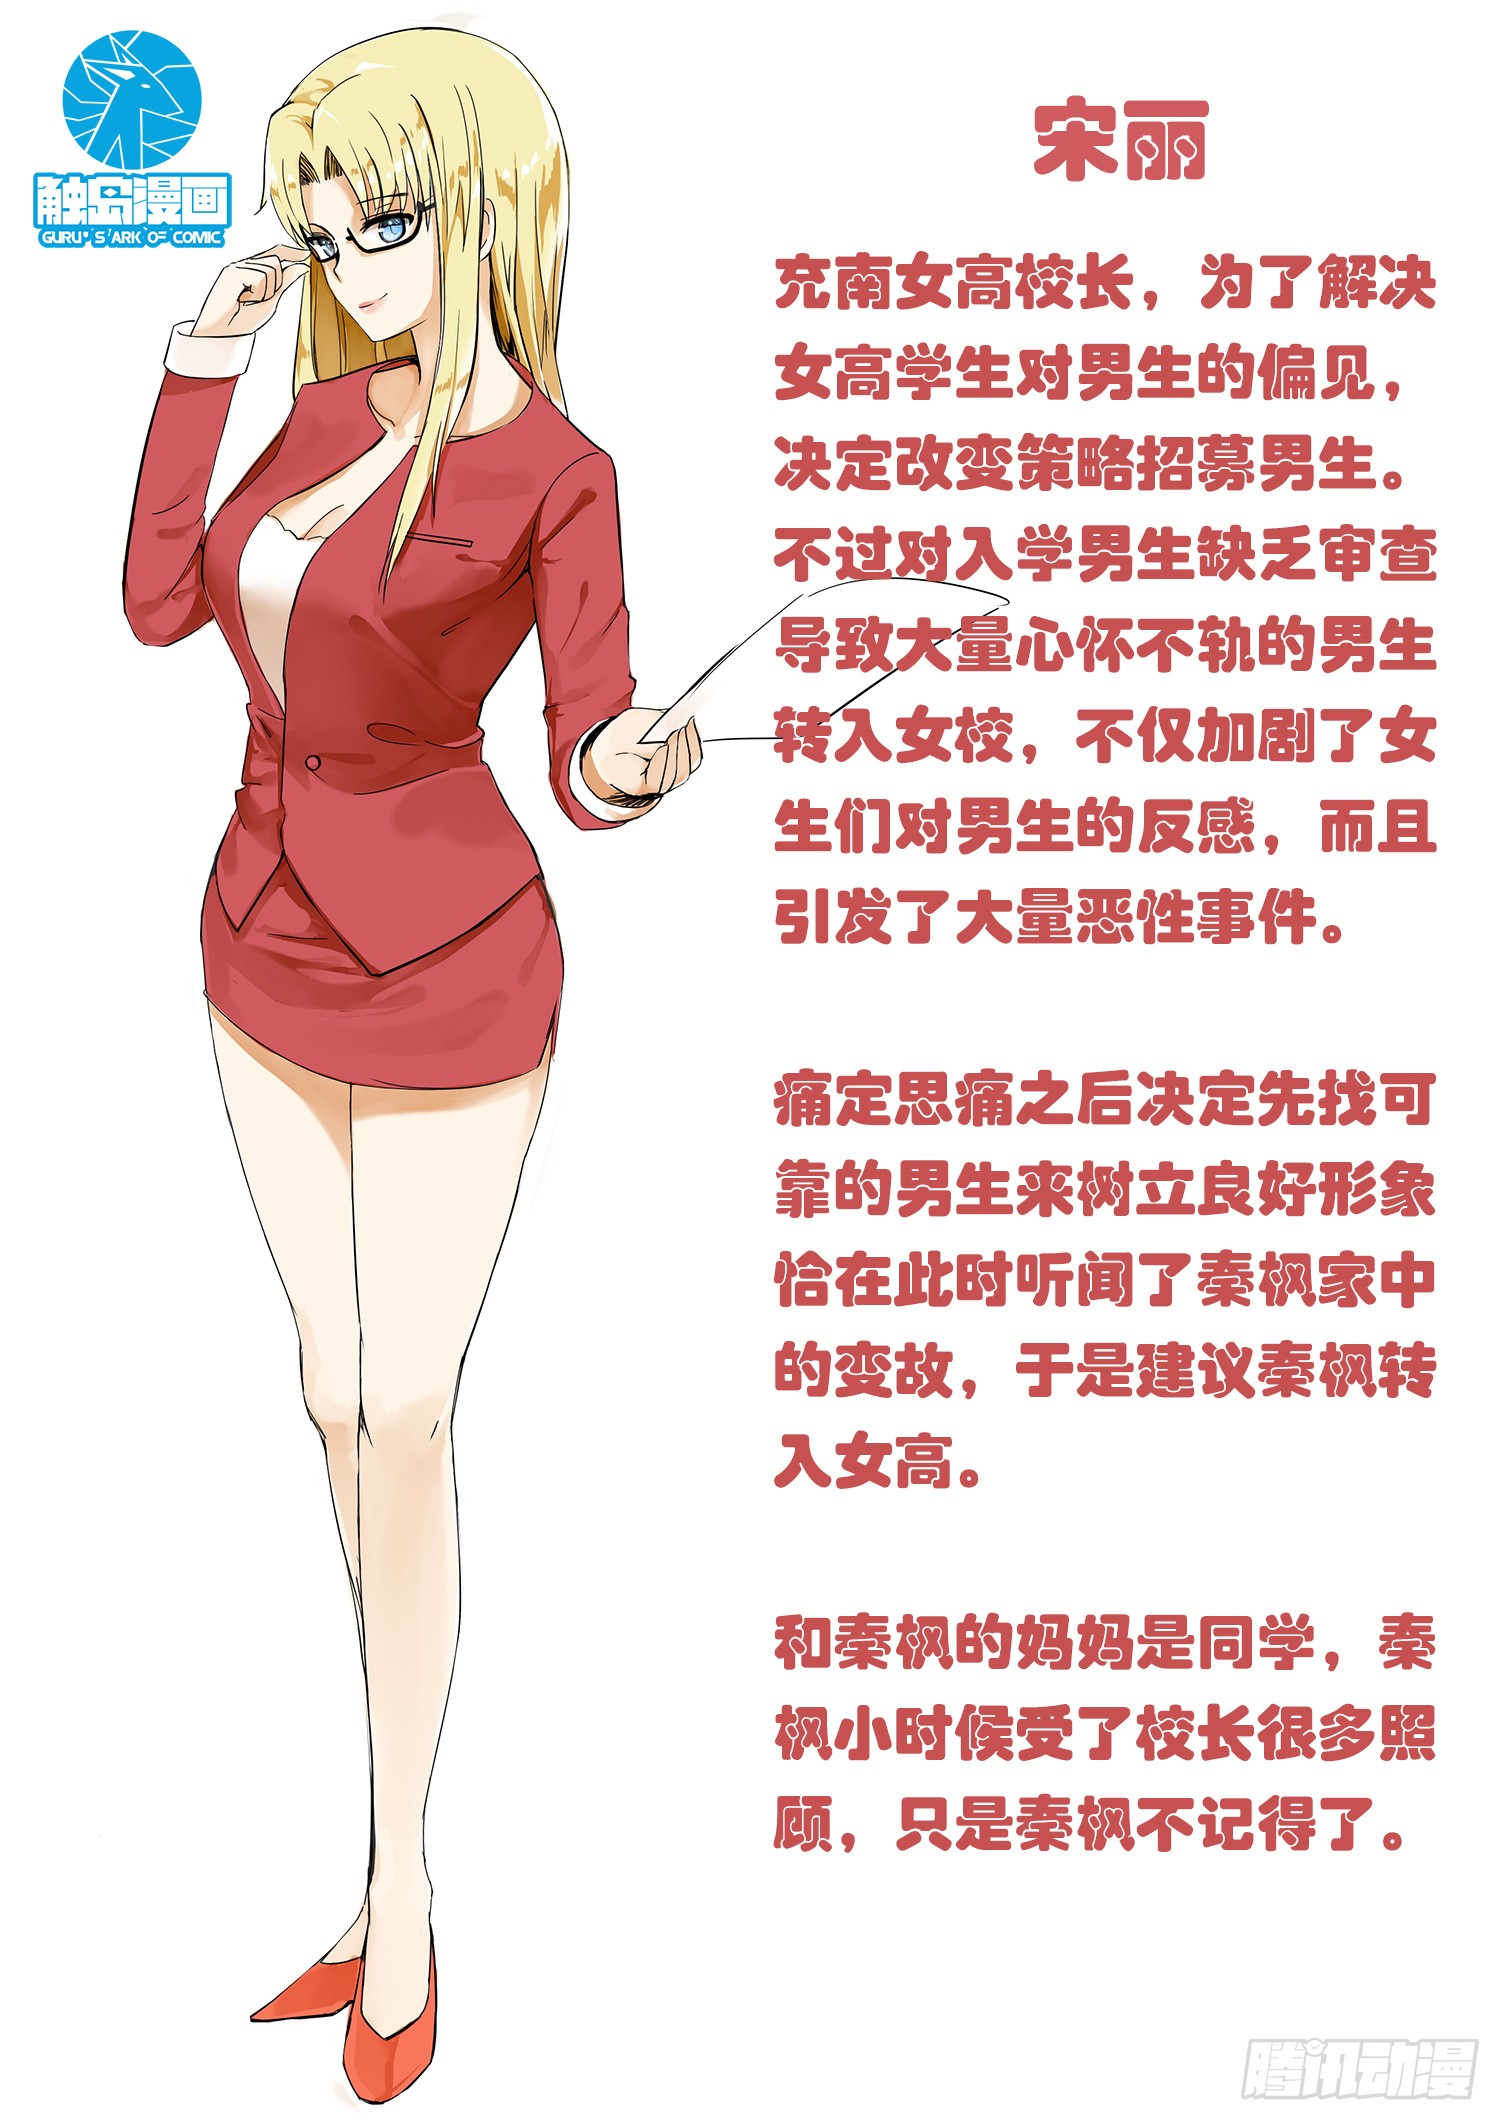 触岛漫画
GURU'S ARK OF COMIC
宋丽
充南女高校长，为了解决
女高学生对男生的偏见，
决定改变策略招募男生。
不过对入学男生缺乏审查
导致大量心怀不轨的男生
转入女校，不仅加剧了女
生们对男生的反感，而且
引发了大量恶性事件。
痛定思痛之后决定先找可
靠的男生来树立良好形象
恰在此时听闻了秦枫家中
的变故，于是建议秦枫转
入女高。
和秦枫的妈妈是同学，秦
枫小时候受了校长很多照
顾，只是秦枫不记得了。
腾讯动漫